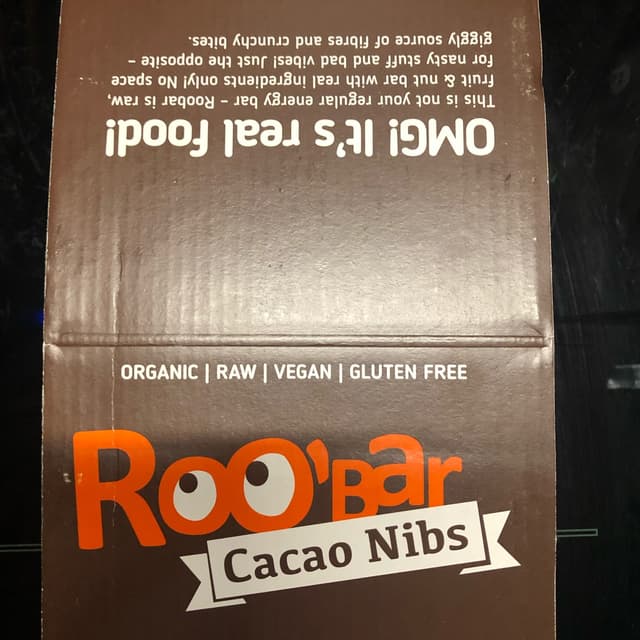 OMG! It's real food!
This is not your regular energy bar – Roobar is raw,
fruit & nut bar with real ingredients only! No space
for nasty stuff and bad vibes! Just the opposite –
giggly source of fibres and crunchy bites.
ORGANIC | RAW | VEGAN | GLUTEN FREE
Roo'Bar
Cacao Nibs